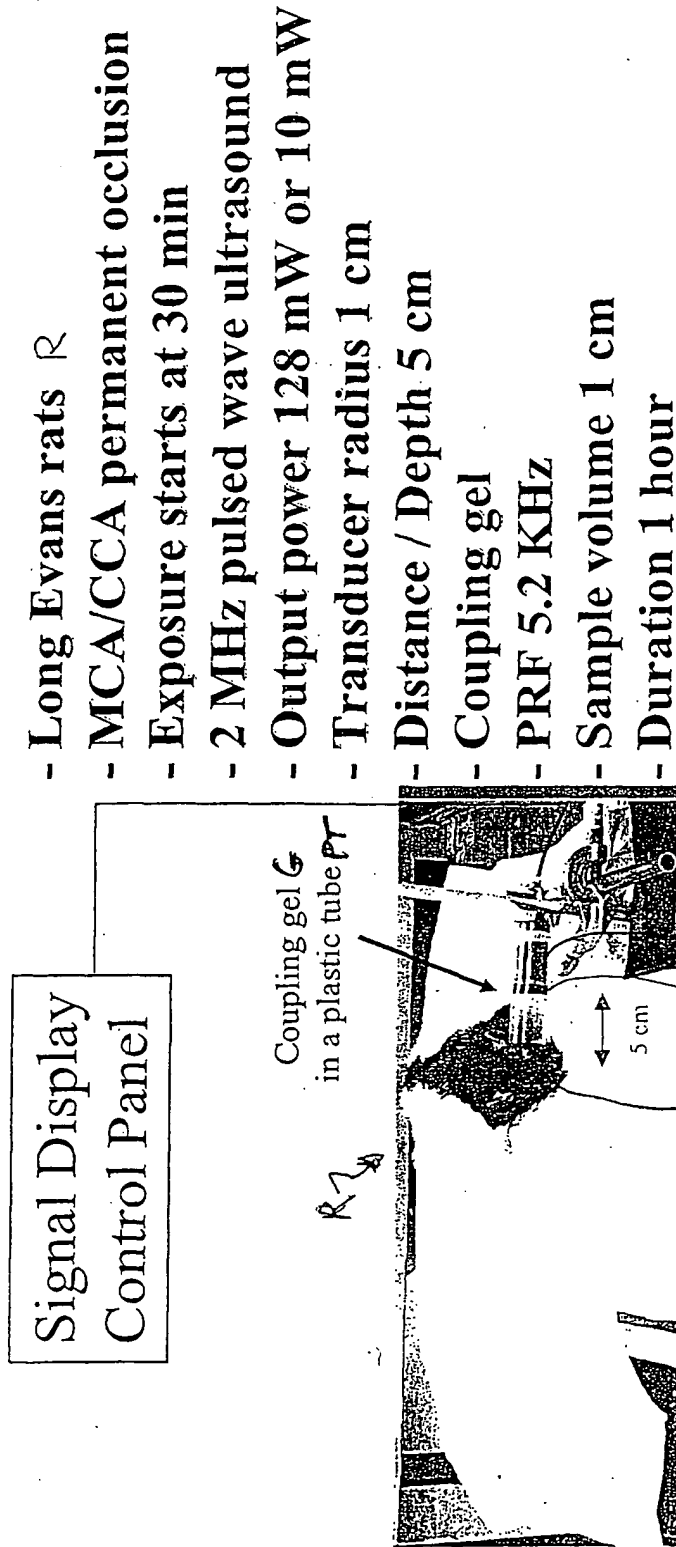 Signal Display
Control Panel
Coupling gel G
in a plastic tube PT
R
5 cm
- Long Evans rats R
- MCA/CCA permanent occlusion
- Exposure starts at 30 min
- 2 MHz pulsed wave ultrasound
- Output power 128 mW or 10 mW
- Transducer radius 1 cm
- Distance / Depth 5 cm
- Coupling gel
- PRF 5.2 KHz
- Sample volume 1 cm
- Duration 1 hour